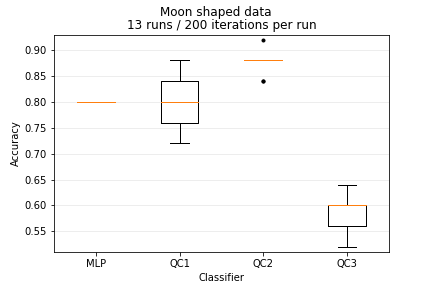 Moon shaped data
13 runs / 200 iterations per run
0.90
0.85
0.80
0.75
0.70
0.65
0.60
0.55
Accuracy
MLP QC1 QC2 QC3
Classifier